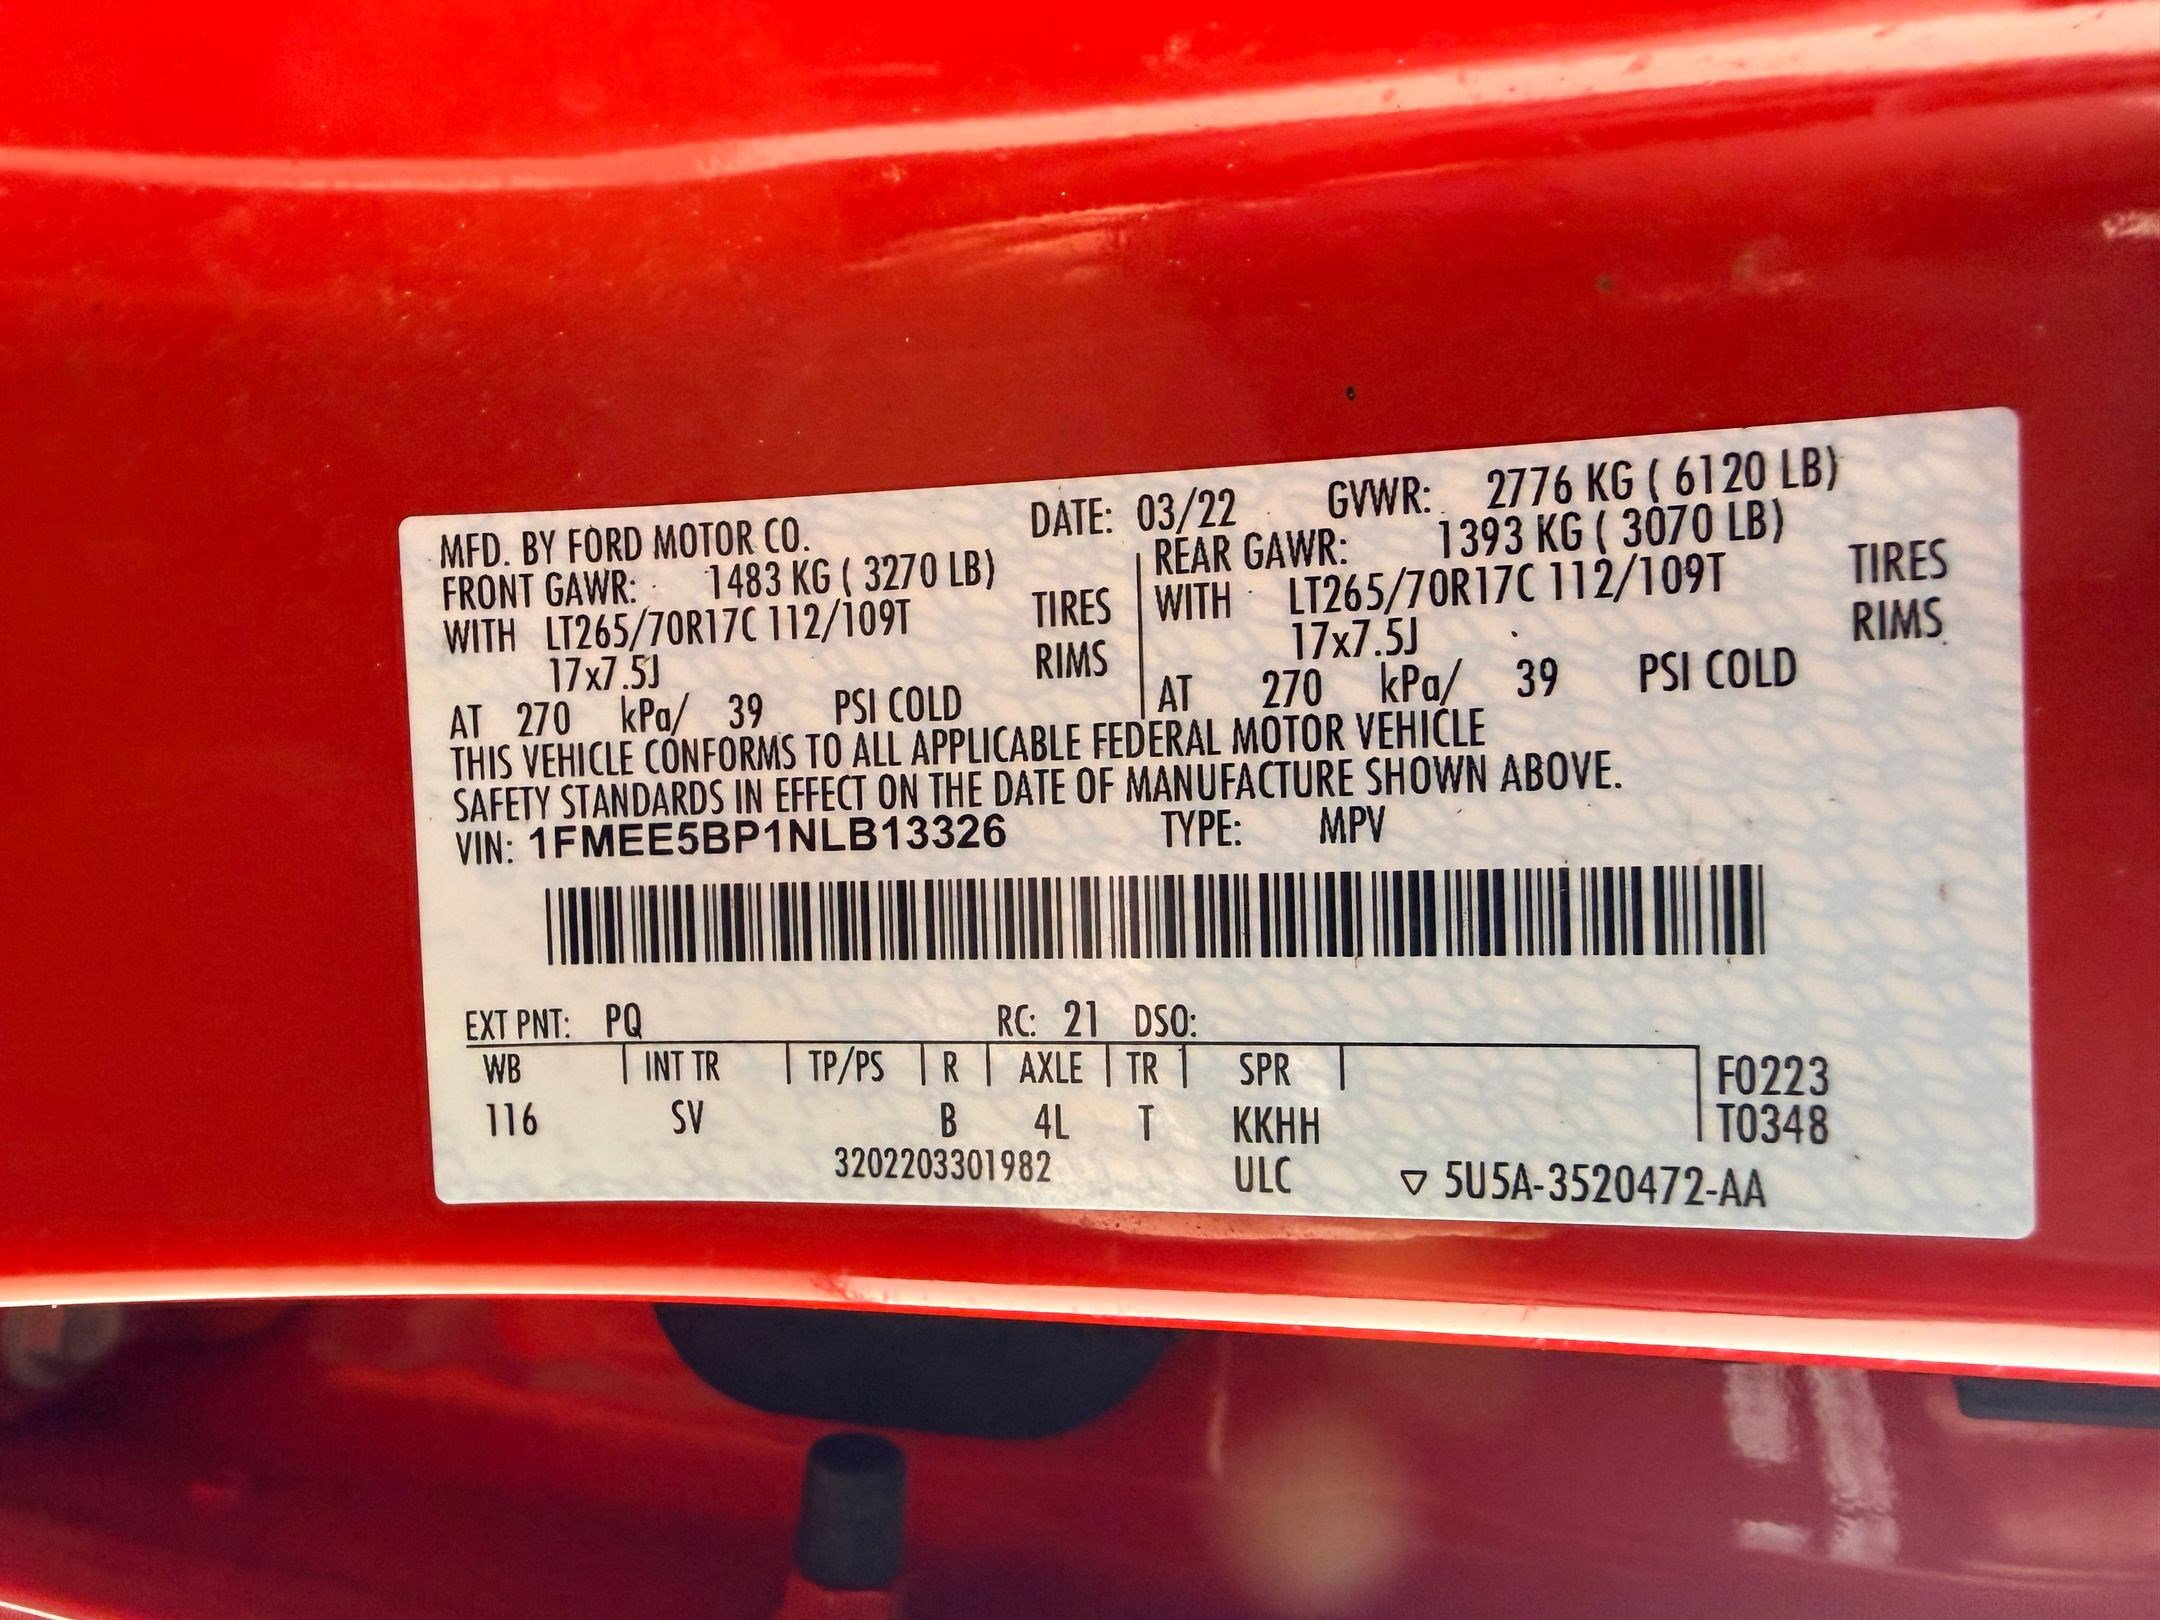 MFD. BY FORD MOTOR CO. DATE: 03/22 GVWR: 2776 KG ( 6120 LB)
FRONT GAWR: 1483 KG ( 3270 LB) REAR GAWR: 1393 KG ( 3070 LB)
WITH LT265/70R17C 112/109T TIRES WITH LT265/70R17C 112/109T TIRES
17x7.5J RIMS 17x7.5J RIMS
AT 270 kPa/ 39 PSI COLD AT 270 kPa/ 39 PSI COLD
THIS VEHICLE CONFORMS TO ALL APPLICABLE FEDERAL MOTOR VEHICLE
SAFETY STANDARDS IN EFFECT ON THE DATE OF MANUFACTURE SHOWN ABOVE.
VIN: 1FMEE5BP1NLB13326 TYPE: MPV
EXT PNT: PQ RC: 21 DSO:
WB INT TR TP/PS R AXLE TR SPR F0223
116 SV B 4L T KKHH T0348
3202203301982 ULC ▽ 5U5A-3520472-AA